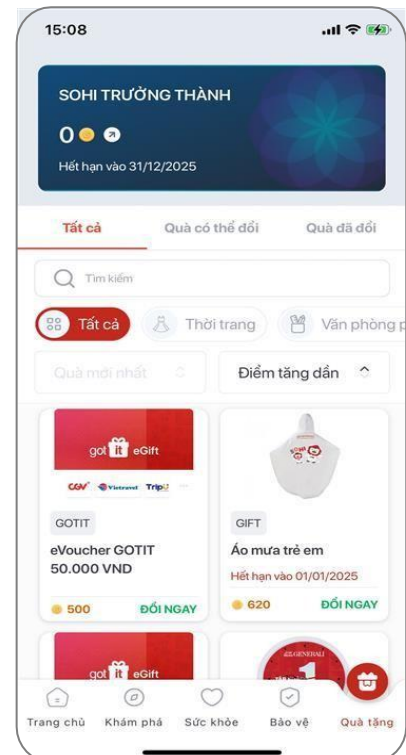 15:08
SOHI TRƯỞNG THÀNH
0
Hết hạn vào 31/12/2025
Tất cả
Quà có thể đổi
Quà đã đổi
Tìm kiếm
Tất cả
Thời trang
Văn phòng p
Quà mới nhất
Điểm tăng dần
got it eGift
CGV Vietravel Trip
GOTIT
eVoucher GOTIT
50.000 VND
500
ĐỔI NGAY
GIFT
Áo mưa trẻ em
Hết hạn vào 01/01/2025
620
ĐỔI NGAY
got it eGift
GENERALI
1
Trang chủ
Khám phá
Sức khỏe
Bảo vệ
Quà tặng